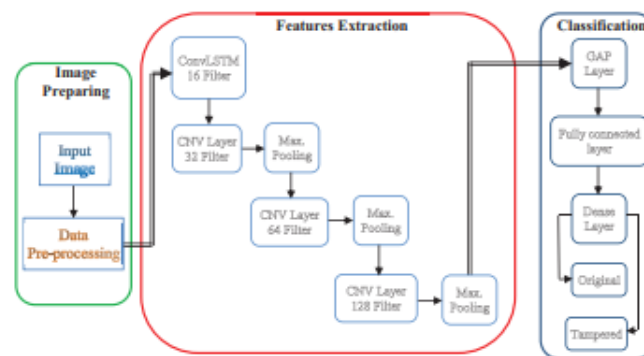 Image
Preparing
Input
Image
Data
Pre-processing
Features Extraction
ConvLSTM
16 Filter
CNV Layer
32 Filter
Max.
Pooling
CNV Layer
64 Filter
Max.
Pooling
CNV Layer
128 Filter
Max.
Pooling
Classification
GAP
Layer
Fully connected
layer
Dense
Layer
Original
Tampered